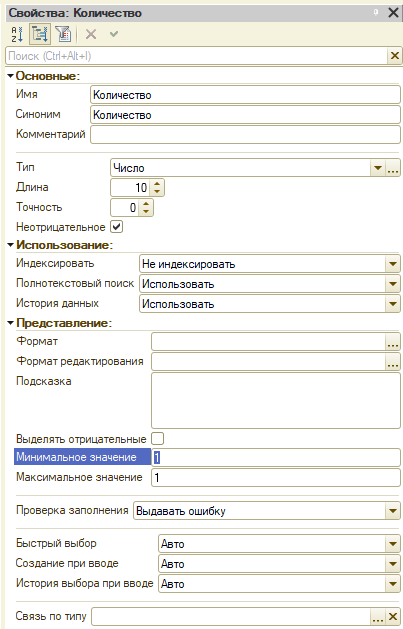 Свойства: Количество
Поиск (Ctrl+Alt+I)
Основные:
Имя Количество
Синоним Количество
Комментарий
Тип Число
Длина 10
Точность 0
Неотрицательное
Использование:
Индексировать Не индексировать
Полнотекстовый поиск Использовать
История данных Использовать
Представление:
Формат
Формат редактирования
Подсказка
Выделять отрицательные
Минимальное значение 1
Максимальное значение 1
Проверка заполнения Выдавать ошибку
Быстрый выбор Авто
Создание при вводе Авто
История выбора при вводе Авто
Связь по типу